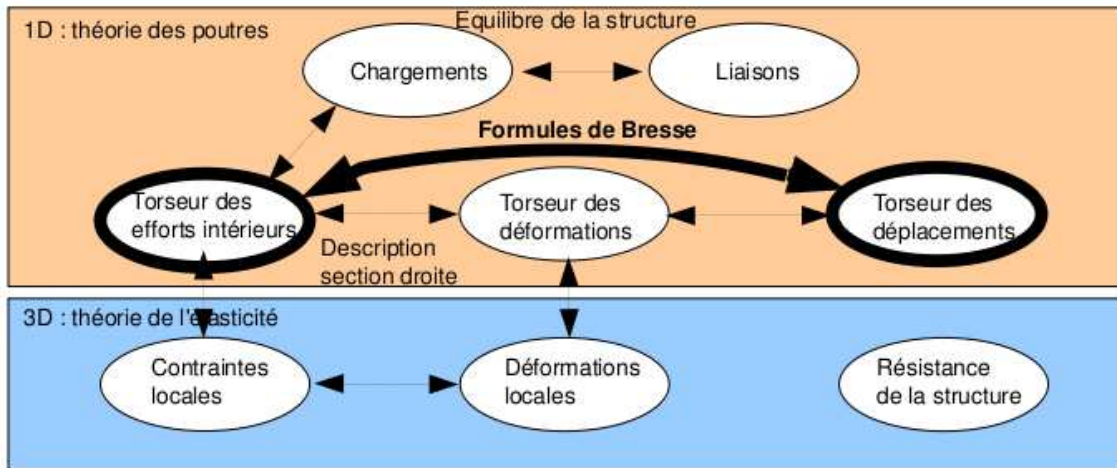 Equilibre de la structure
1D : théorie des poutres
Chargements
Liaisons
Formules de Bresse
Torseur des
efforts intérieurs
Torseur des
déformations
Torseur des
déplacements
Description
section droite
3D : théorie de l'élasticité
Contraintes
locales
Déformations
locales
Résistance
de la structure